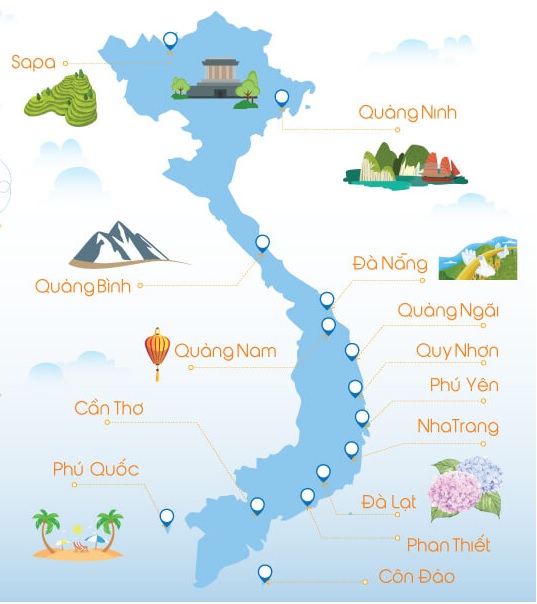 Sapa
Quảng Ninh
Đà Nẵng
Quảng Bình
Quảng Ngãi
Quảng Nam
Quy Nhơn
Phú Yên
Cần Thơ
NhaTrang
Phú Quốc
Đà Lạt
Phan Thiết
Côn Đảo